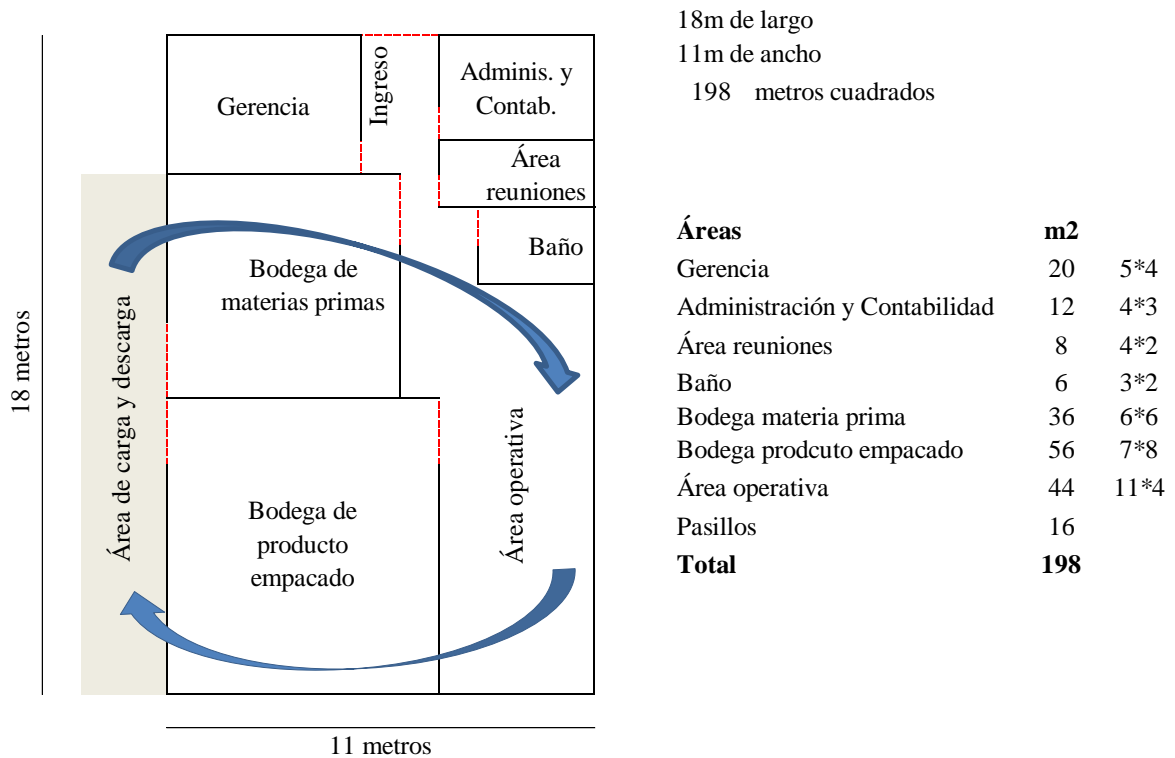 18m de largo
11m de ancho
198 metros cuadrados
Gerencia
Ingreso
Adminis. y
Contab.
Área
reuniones
Baño
Bodega de
materias primas
18 metros
Área de carga y descarga
Área operativa
Bodega de
producto
empacado
11 metros
Áreas m2
Gerencia 20 5*4
Administración y Contabilidad 12 4*3
Área reuniones 8 4*2
Baño 6 3*2
Bodega materia prima 36 6*6
Bodega prodcuto empacado 56 7*8
Área operativa 44 11*4
Pasillos 16
Total 198